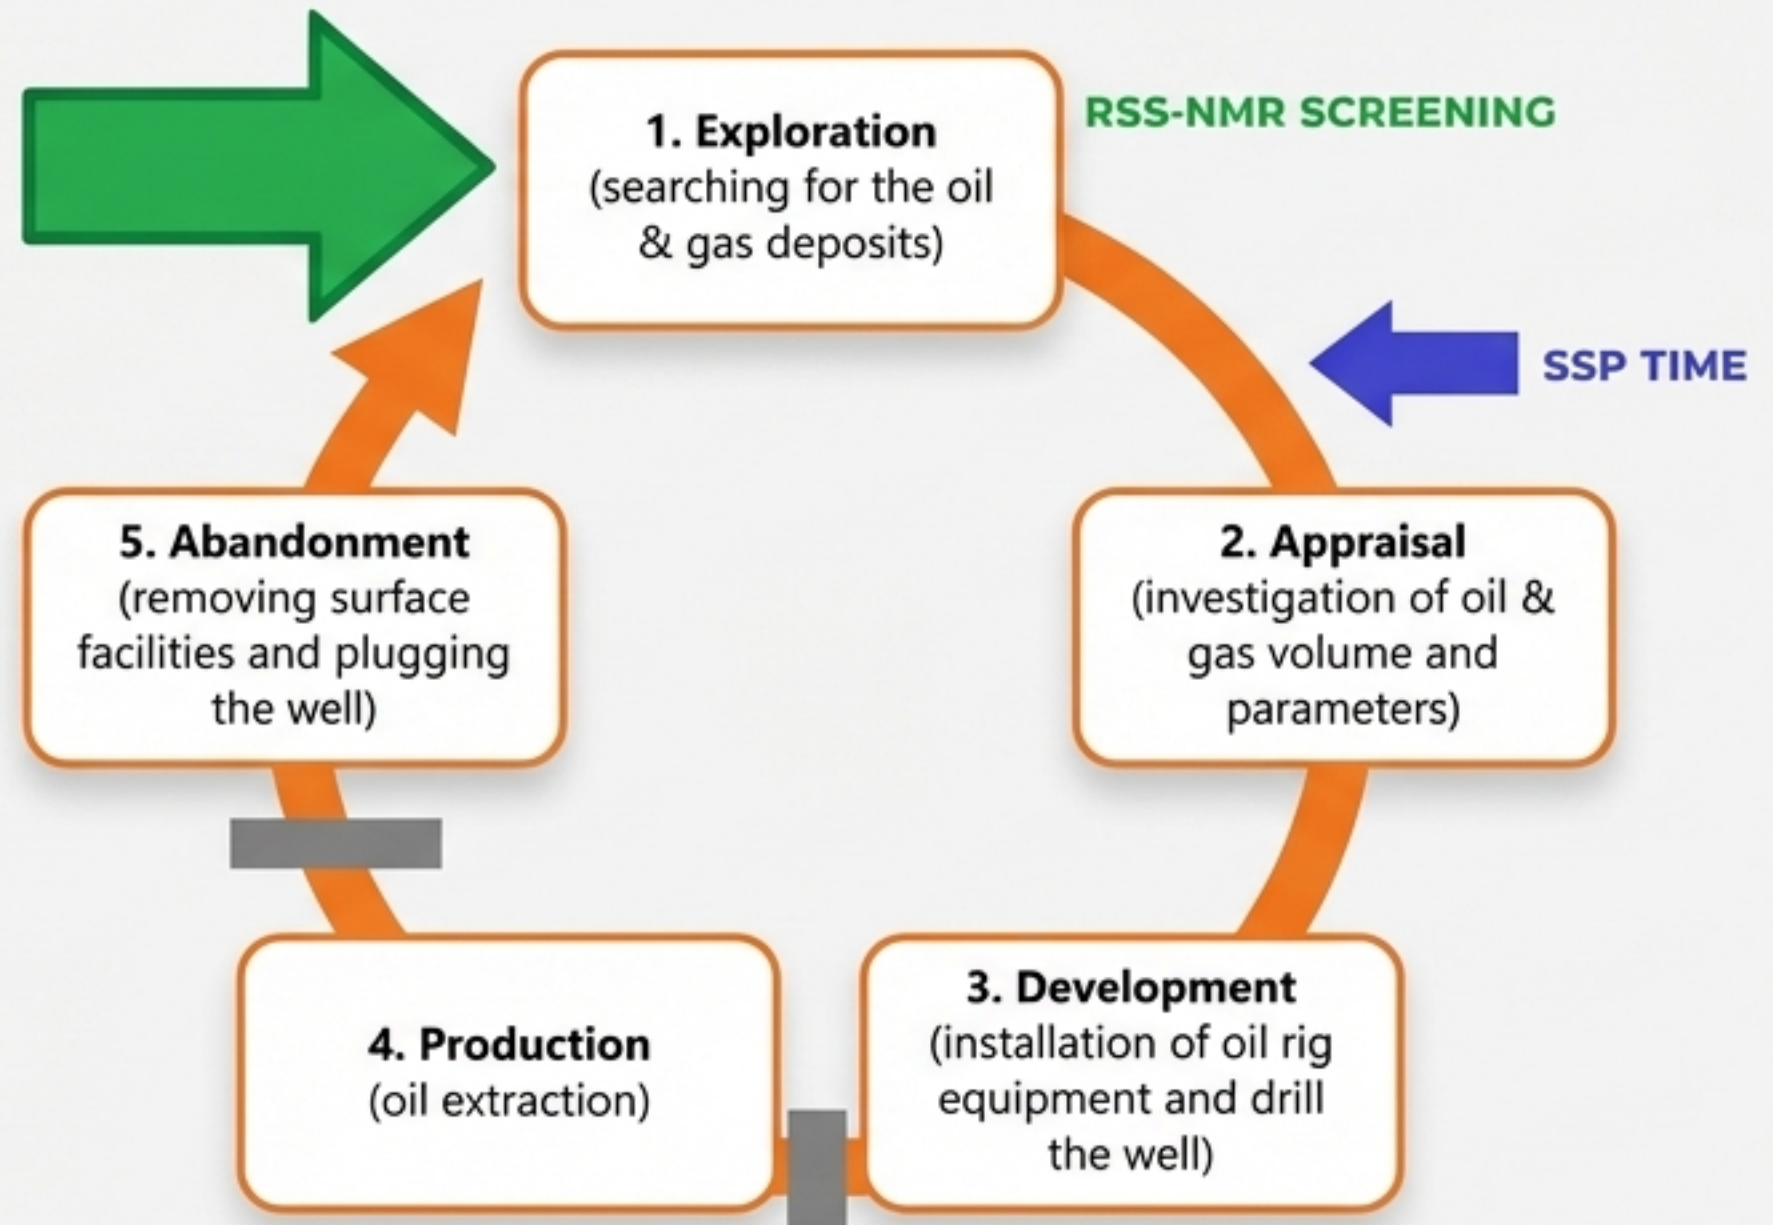 1. Exploration
(searching for the oil
& gas deposits)
RSS-NMR SCREENING
SSP TIME
2. Appraisal
(investigation of oil &
gas volume and
parameters)
3. Development
(installation of oil rig
equipment and drill
the well)
4. Production
(oil extraction)
5. Abandonment
(removing surface
facilities and plugging
the well)